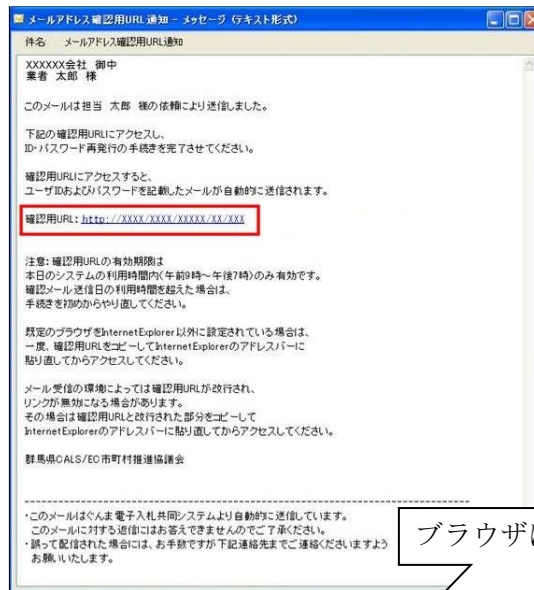 メールアドレス確認用URL通知 - メッセージ (テキスト形式)
件名: メールアドレス確認用URL通知
XXXXXX会社 御中
業者 太郎 様
このメールは担当 太郎 様の依頼により送信しました。
下記の確認用URLにアクセスし、
ID・パスワード再発行の手続きを完了させてください。
確認用URLにアクセスすると、
ユーザIDおよびパスワードを記載したメールが自動的に送信されます。
確認用URL: http://XXXX/XXXX/XXXXX/XX/XXX
注意: 確認用URLの有効期限は
本日のシステムの利用時間内(午前9時～午後7時)のみ有効です。
確認メール送信日の利用時間を超えた場合は、
手続きを初めからやり直してください。
既定のブラウザをInternetExplorer以外に設定されている場合は、
一度、確認用URLをコピーしてInternetExplorerのアドレスバーに
貼り直してからアクセスしてください。
メール受信の環境によっては確認用URLが改行され、
リンクが無効になる場合があります。
その場合は確認用URLと改行された部分をコピーして
InternetExplorerのアドレスバーに貼り直してからアクセスしてください。
群馬県CALS/EC市町村推進協議会
--------------------------------------------------------------------------------
・このメールはぐんま電子入札共同システムより自動的に送信しています。
このメールに対する返信にはお答えできませんのでご了承ください。
・誤って配信された場合には、お手数ですが下記連絡先までご連絡くださいますよう
お願いいたします。
ブラウザは